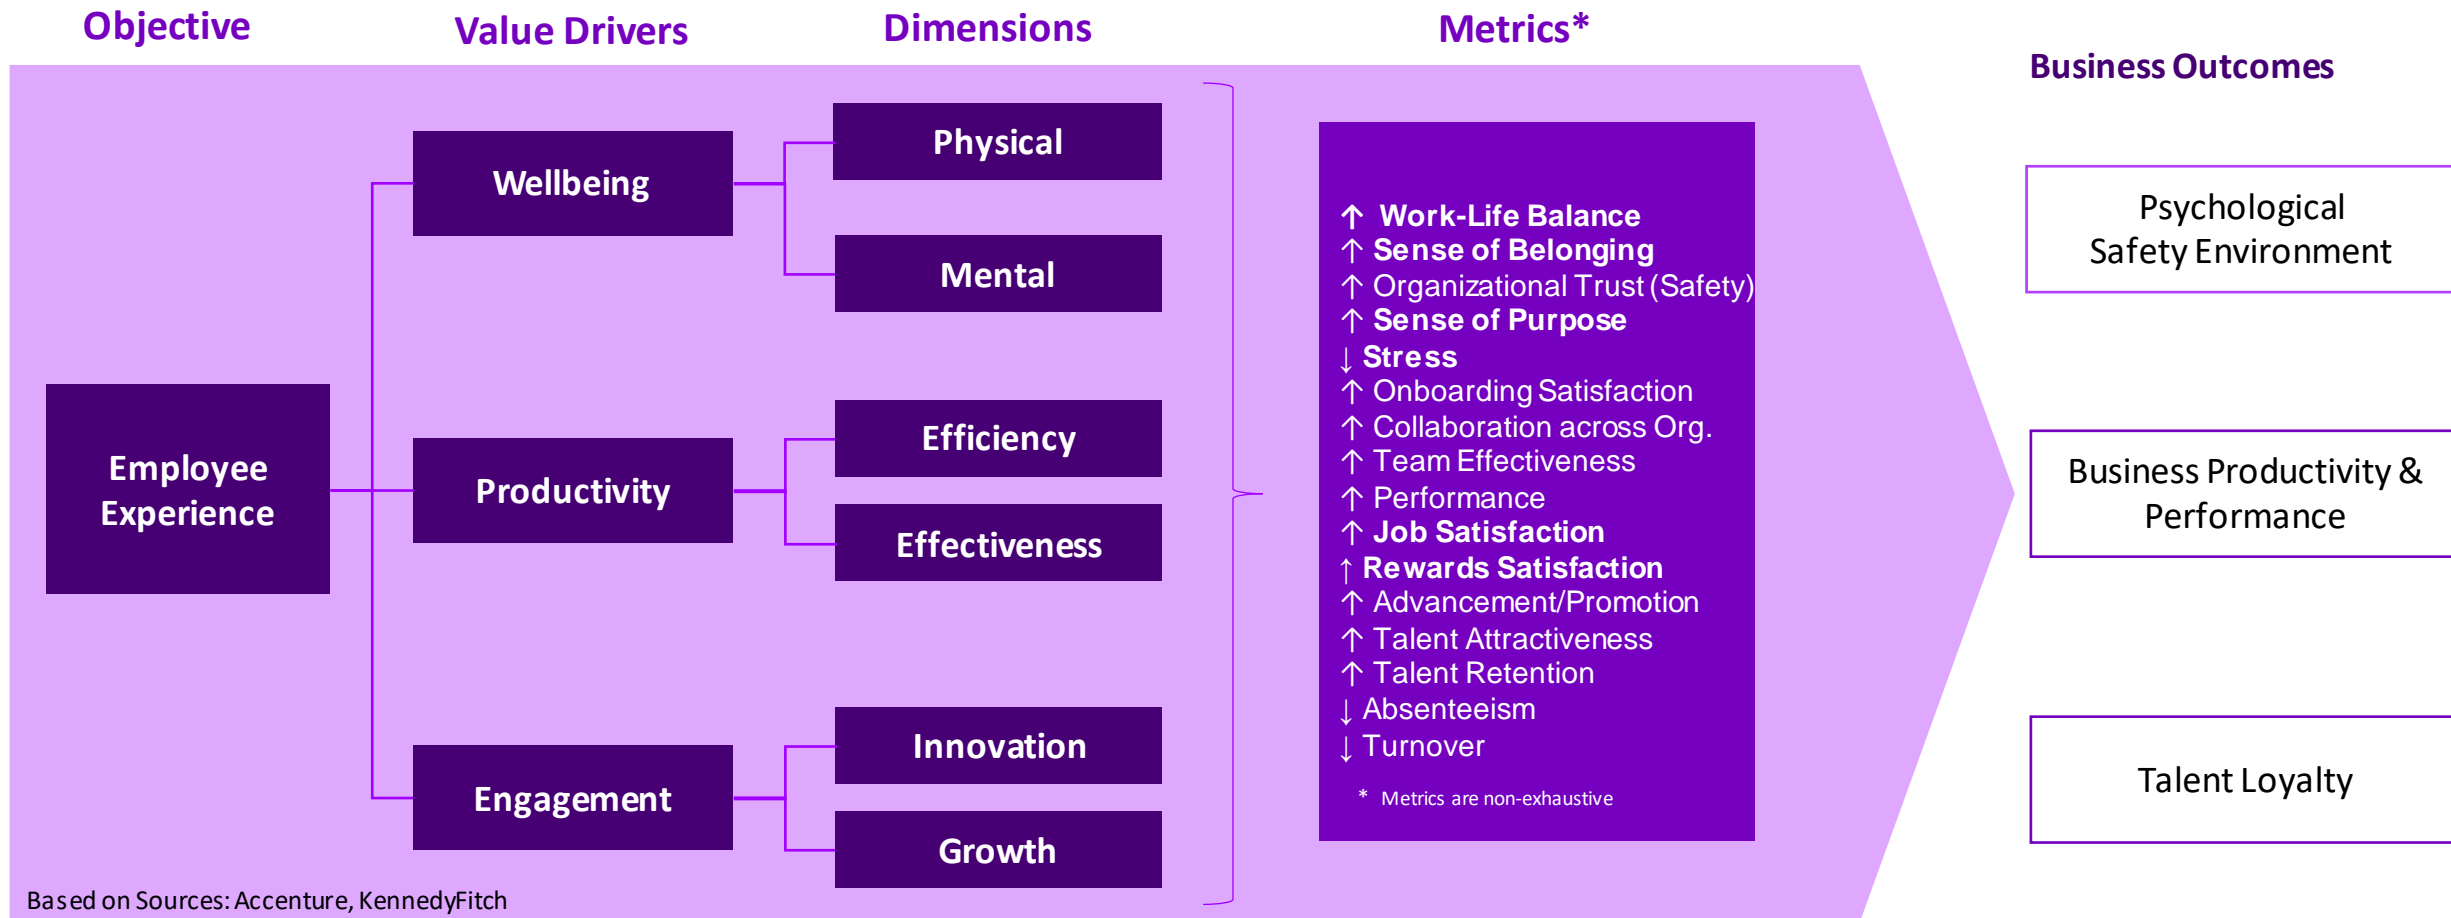 Objective
Value Drivers
Dimensions
Metrics*
Business Outcomes
Employee
Experience
Wellbeing
Productivity
Engagement
Physical
Mental
Efficiency
Effectiveness
Innovation
Growth
↑ Work-Life Balance
↑ Sense of Belonging
↑ Organizational Trust (Safety)
↑ Sense of Purpose
↓ Stress
↑ Onboarding Satisfaction
↑ Collaboration across Org.
↑ Team Effectiveness
↑ Performance
↑ Job Satisfaction
↑ Rewards Satisfaction
↑ Advancement/Promotion
↑ Talent Attractiveness
↑ Talent Retention
↓ Absenteeism
↓ Turnover
* Metrics are non-exhaustive
Psychological
Safety Environment
Business Productivity &
Performance
Talent Loyalty
Based on Sources: Accenture, KennedyFitch